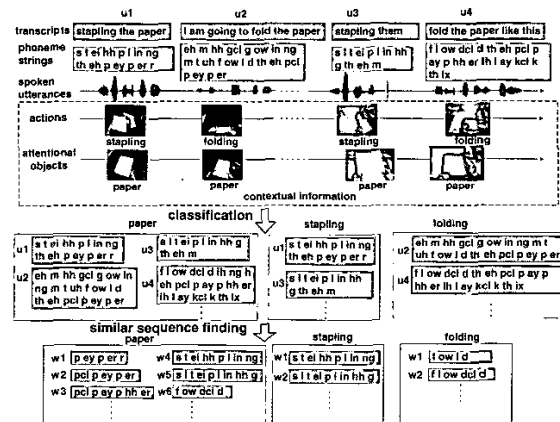 u1 u2 u3 u4
transcripts stapling the paper I am going to fold the paper stapling them fold the paper like this
phoneme strings
s t ei hh p l in ng
th eh p ey p er r
eh m hh gcl g ow in ng
m t uh f ow l d th eh pcl
p ey p er
s l t ei p l in hh
g th eh m
f l ow dcl d th eh pcl p
ay p hh er lh l ay kcl k
th ix
spoken
utterances
actions
stapling folding stapling folding
attentional
objects
paper paper paper paper
contextual information
classification
paper stapling folding
u1 s t ei hh p l in ng
th eh p ey p er r
u2 eh m hh gcl g ow in
ng m t uh f ow l d
th eh pcl p ey p er
u3 s l t ei p l in hh g
th eh m
u4 f l ow dcl d in ng h
eh pcl p ay p hh er
lh l ay kcl k th ix
u1 s t ei hh p l in ng
th eh p ey p er r
u3 s l t ei p l in hh
g th eh m
u2 eh m hh gcl g ow in ng m t
uh f ow l d th eh pcl p ey p er
u4 f l ow dcl d th eh pcl p ay p
hh er lh l ay kcl k th ix
similar sequence finding
paper stapling folding
w1 p ey p er r w4 s t ei hh p l in ng w1 s t ei hh p l in ng w1 f ow l d
w2 pcl p ey p er w5 s l t ei p l in hh g w2 s l t ei p l in hh g w2 f l ow dcl d
w3 pcl p ay p hh er w6 f ow dcl d